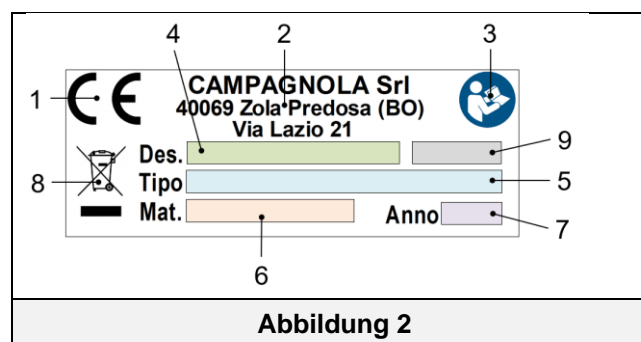 4 2 3
1 CE CAMPAGNOLA Srl
40069 Zola Predosa (BO)
Via Lazio 21
Des. 9
8 Tipo 5
Mat. Anno 7
6
Abbildung 2